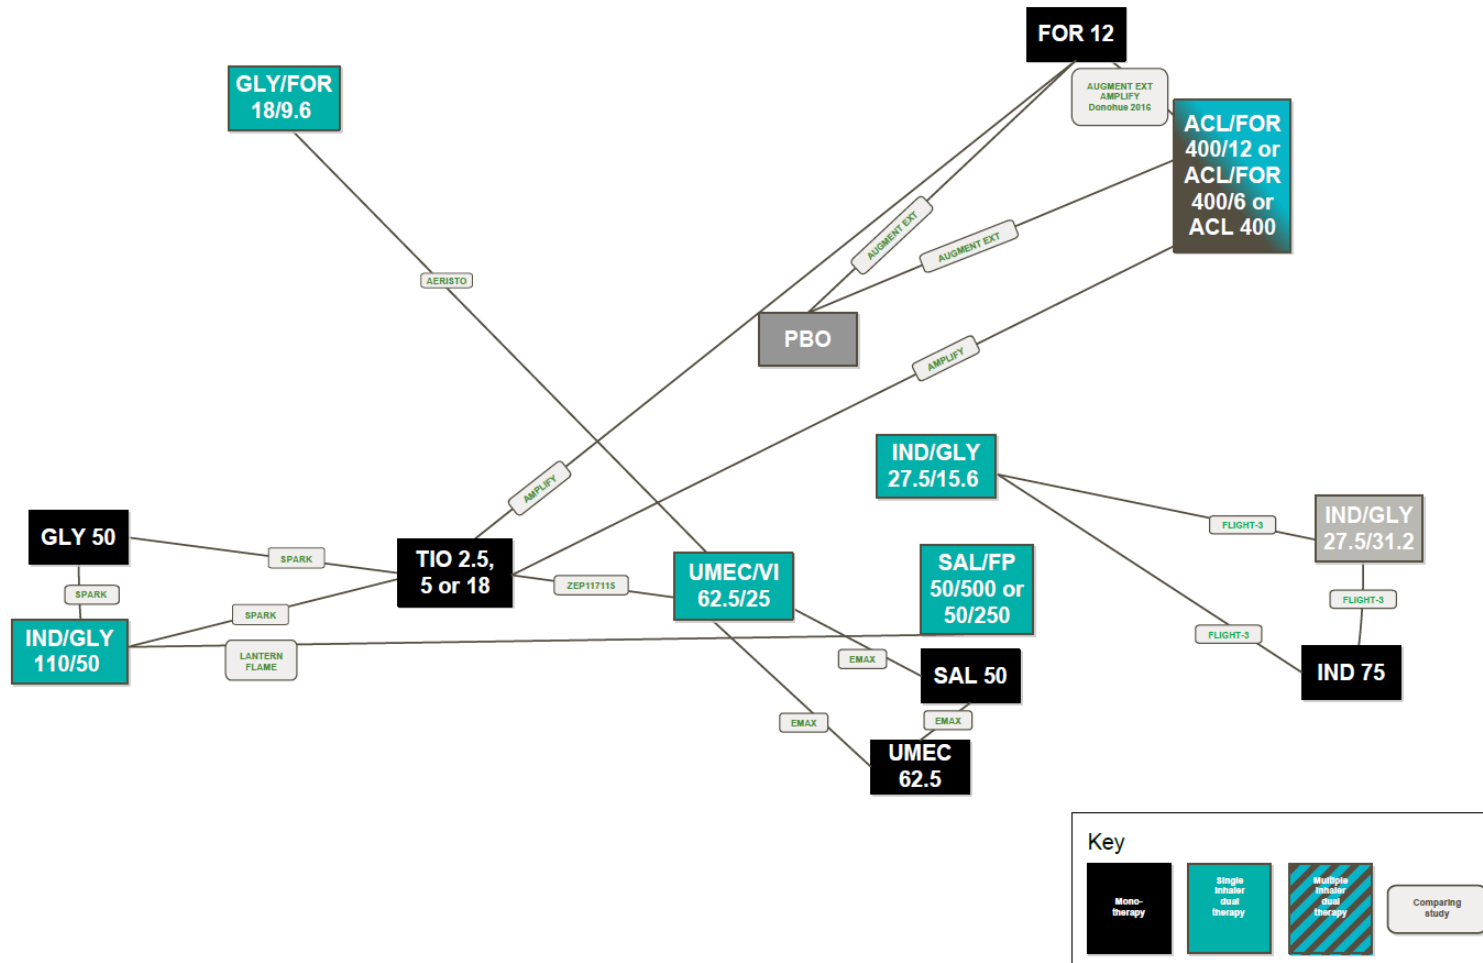 FOR 12
GLY/FOR
18/9.6
AUGMENT EXT
AMPLIFY
Donohue 2016
ACL/FOR
400/12 or
ACL/FOR
400/6 or
ACL 400
AUGMENT EXT
AUGMENT EXT
AERISTO
PBO
AMPLIFY
AMPLIFY
IND/GLY
27.5/15.6
IND/GLY
27.5/31.2
FLIGHT-3
GLY 50
SPARK
TIO 2.5,
5 or 18
ZEP117115
UMEC/VI
62.5/25
SAL/FP
50/500 or
50/250
SPARK
SPARK
FLIGHT-3
FLIGHT-3
IND/GLY
110/50
LANTERN
FLAME
EMAX
SAL 50
IND 75
EMAX
EMAX
UMEC
62.5
Key
Mono-
therapy
Single
inhaler
dual
therapy
Multiple
inhaler
dual
therapy
Comparing
study